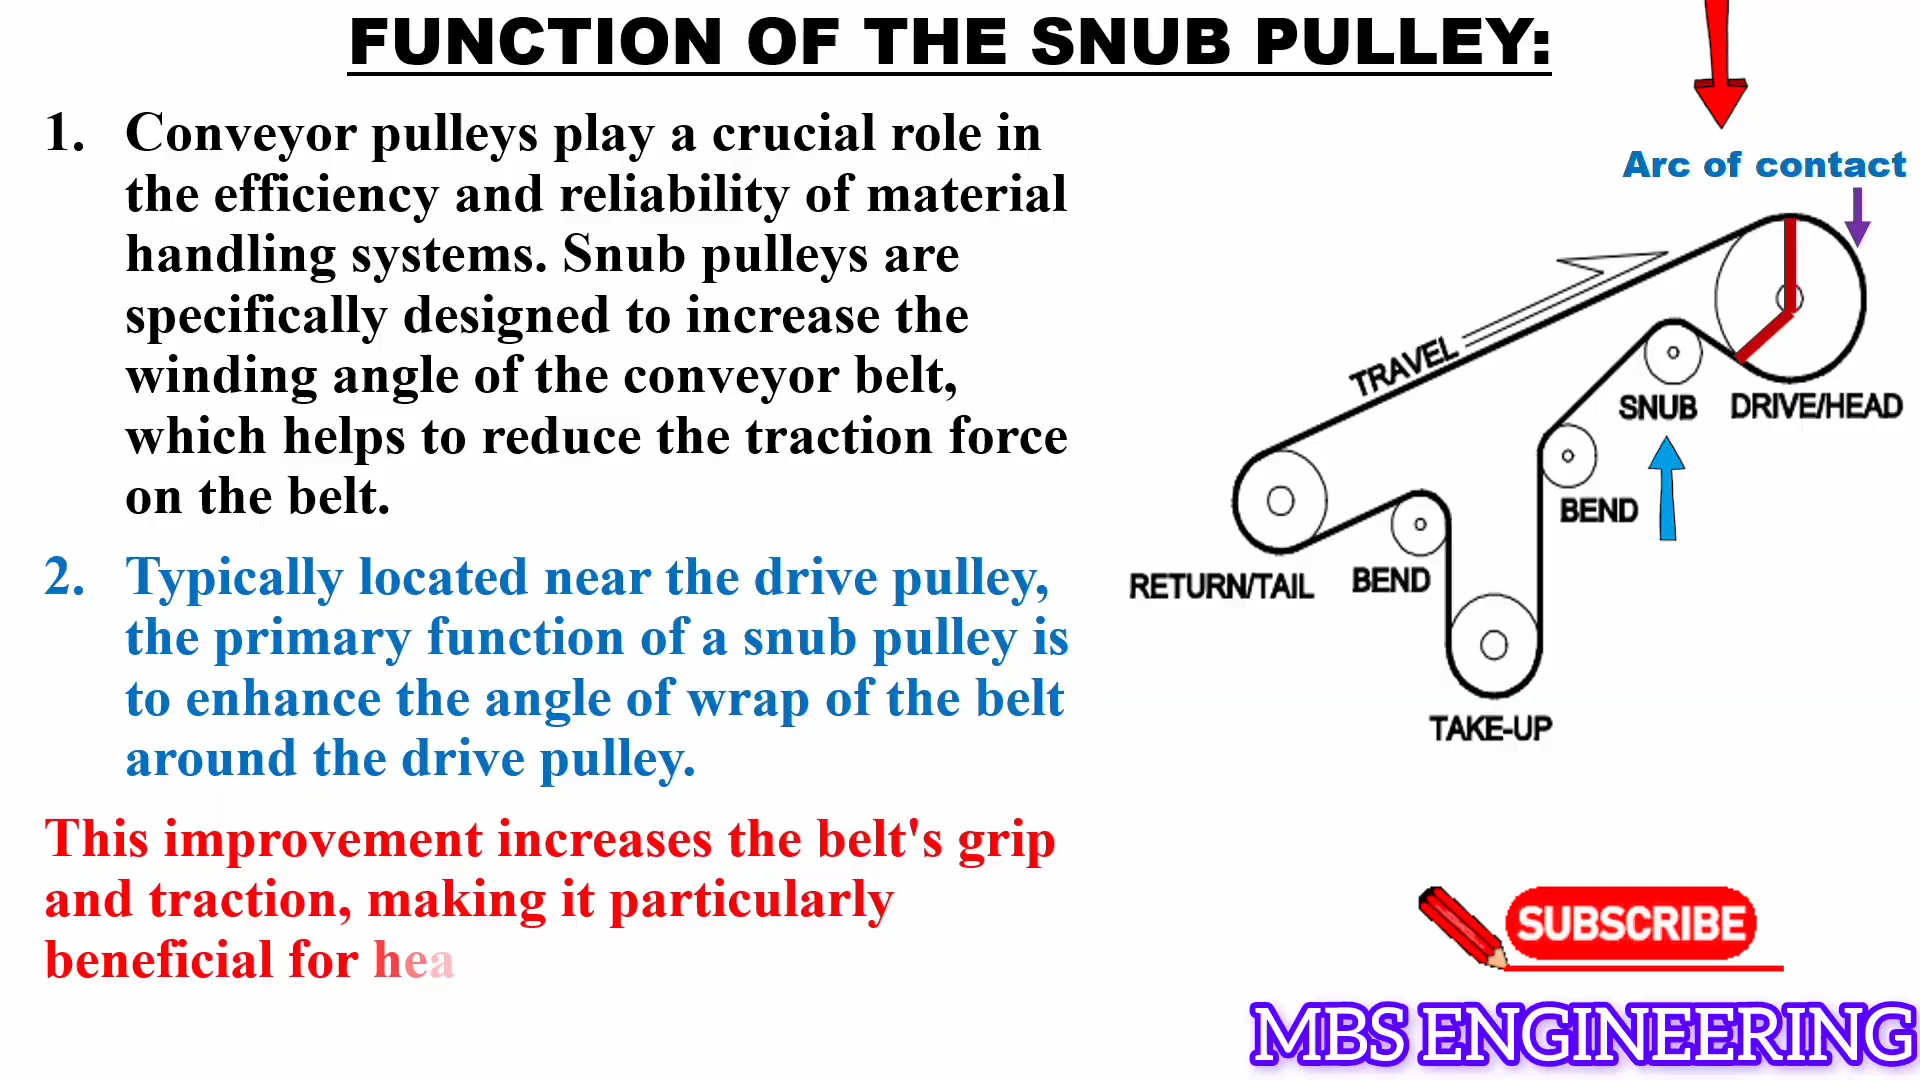 FUNCTION OF THE SNUB PULLEY:
1. Conveyor pulleys play a crucial role in
the efficiency and reliability of material
handling systems. Snub pulleys are
specifically designed to increase the
winding angle of the conveyor belt,
which helps to reduce the traction force
on the belt.
2. Typically located near the drive pulley,
the primary function of a snub pulley is
to enhance the angle of wrap of the belt
around the drive pulley.
This improvement increases the belt's grip
and traction, making it particularly
beneficial for hea
Arc of contact
TRAVEL
SNUB
DRIVE/HEAD
BEND
RETURN/TAIL
BEND
TAKE-UP
SUBSCRIBE
MBS ENGINEERING